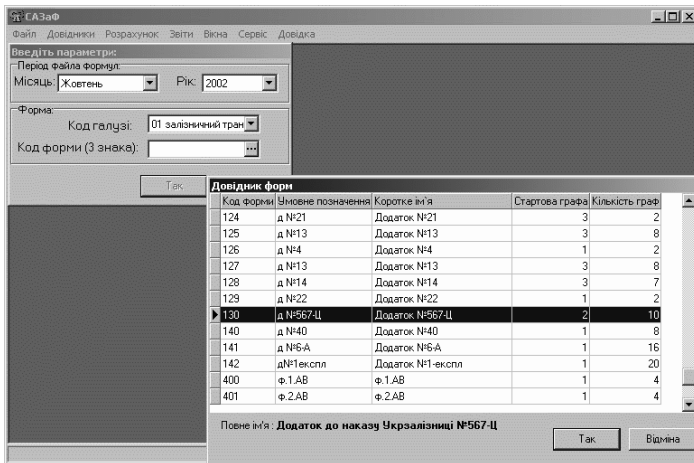 САЗаФ
Файл Довідники Розрахунок Звіти Вікна Сервіс Довідка
Введіть параметри:
Період файла формул:
Місяць: Жовтень Рік: 2002
Форма:
Код галузі: 01 залізничний тран
Код форми (3 знака): ...
Так
Довідник форм
Код форми Умовне позначення Коротке ім`я Стартова графа Кількість граф
124 д №21 Додаток №21 3 2
125 д №13 Додаток №13 3 8
126 д №4 Додаток №4 1 2
127 д №13 Додаток №13 3 8
128 д №14 Додаток №14 3 7
129 д №22 Додаток №22 1 2
130 д №567-Ц Додаток №567-Ц 2 10
140 д №40 Додаток №40 1 8
141 д №6-А Додаток №6-А 1 16
142 д№1експл Додаток №1-експл 1 20
400 ф.1.АВ ф.1.АВ 1 4
401 ф.2.АВ ф.2.АВ 1 4
Повне ім'я : Додаток до наказу Укрзалізниці №567-Ц
Так Відміна